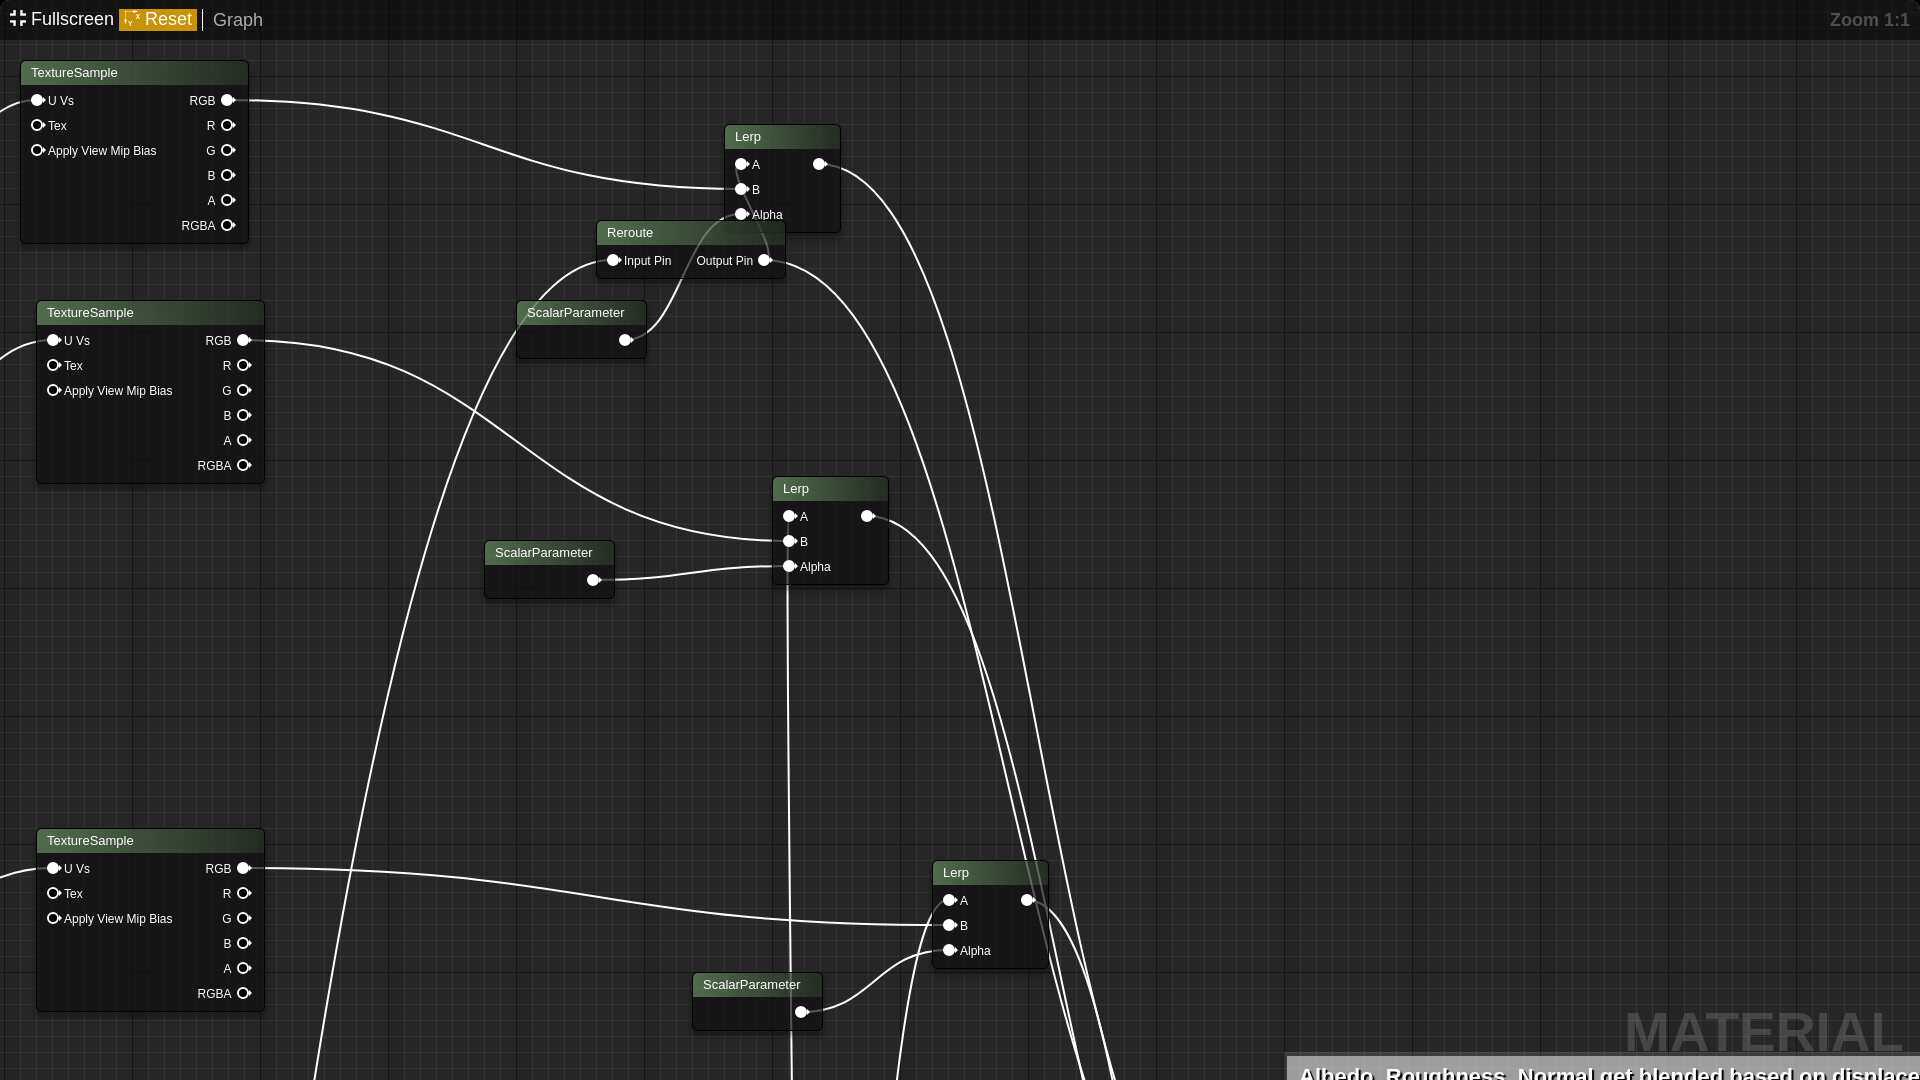 Fullscreen Reset Graph Zoom 1:1
TextureSample
U Vs RGB
Tex R
Apply View Mip Bias G
B
A
RGBA
Lerp
A
B
Alpha
Reroute
Input Pin Output Pin
TextureSample
U Vs RGB
Tex R
Apply View Mip Bias G
B
A
RGBA
ScalarParameter
Lerp
A
B
Alpha
ScalarParameter
TextureSample
U Vs RGB
Tex R
Apply View Mip Bias G
B
A
RGBA
Lerp
A
B
Alpha
ScalarParameter
MATERIAL
Albedo, Roughness, Normal get blended based on displace